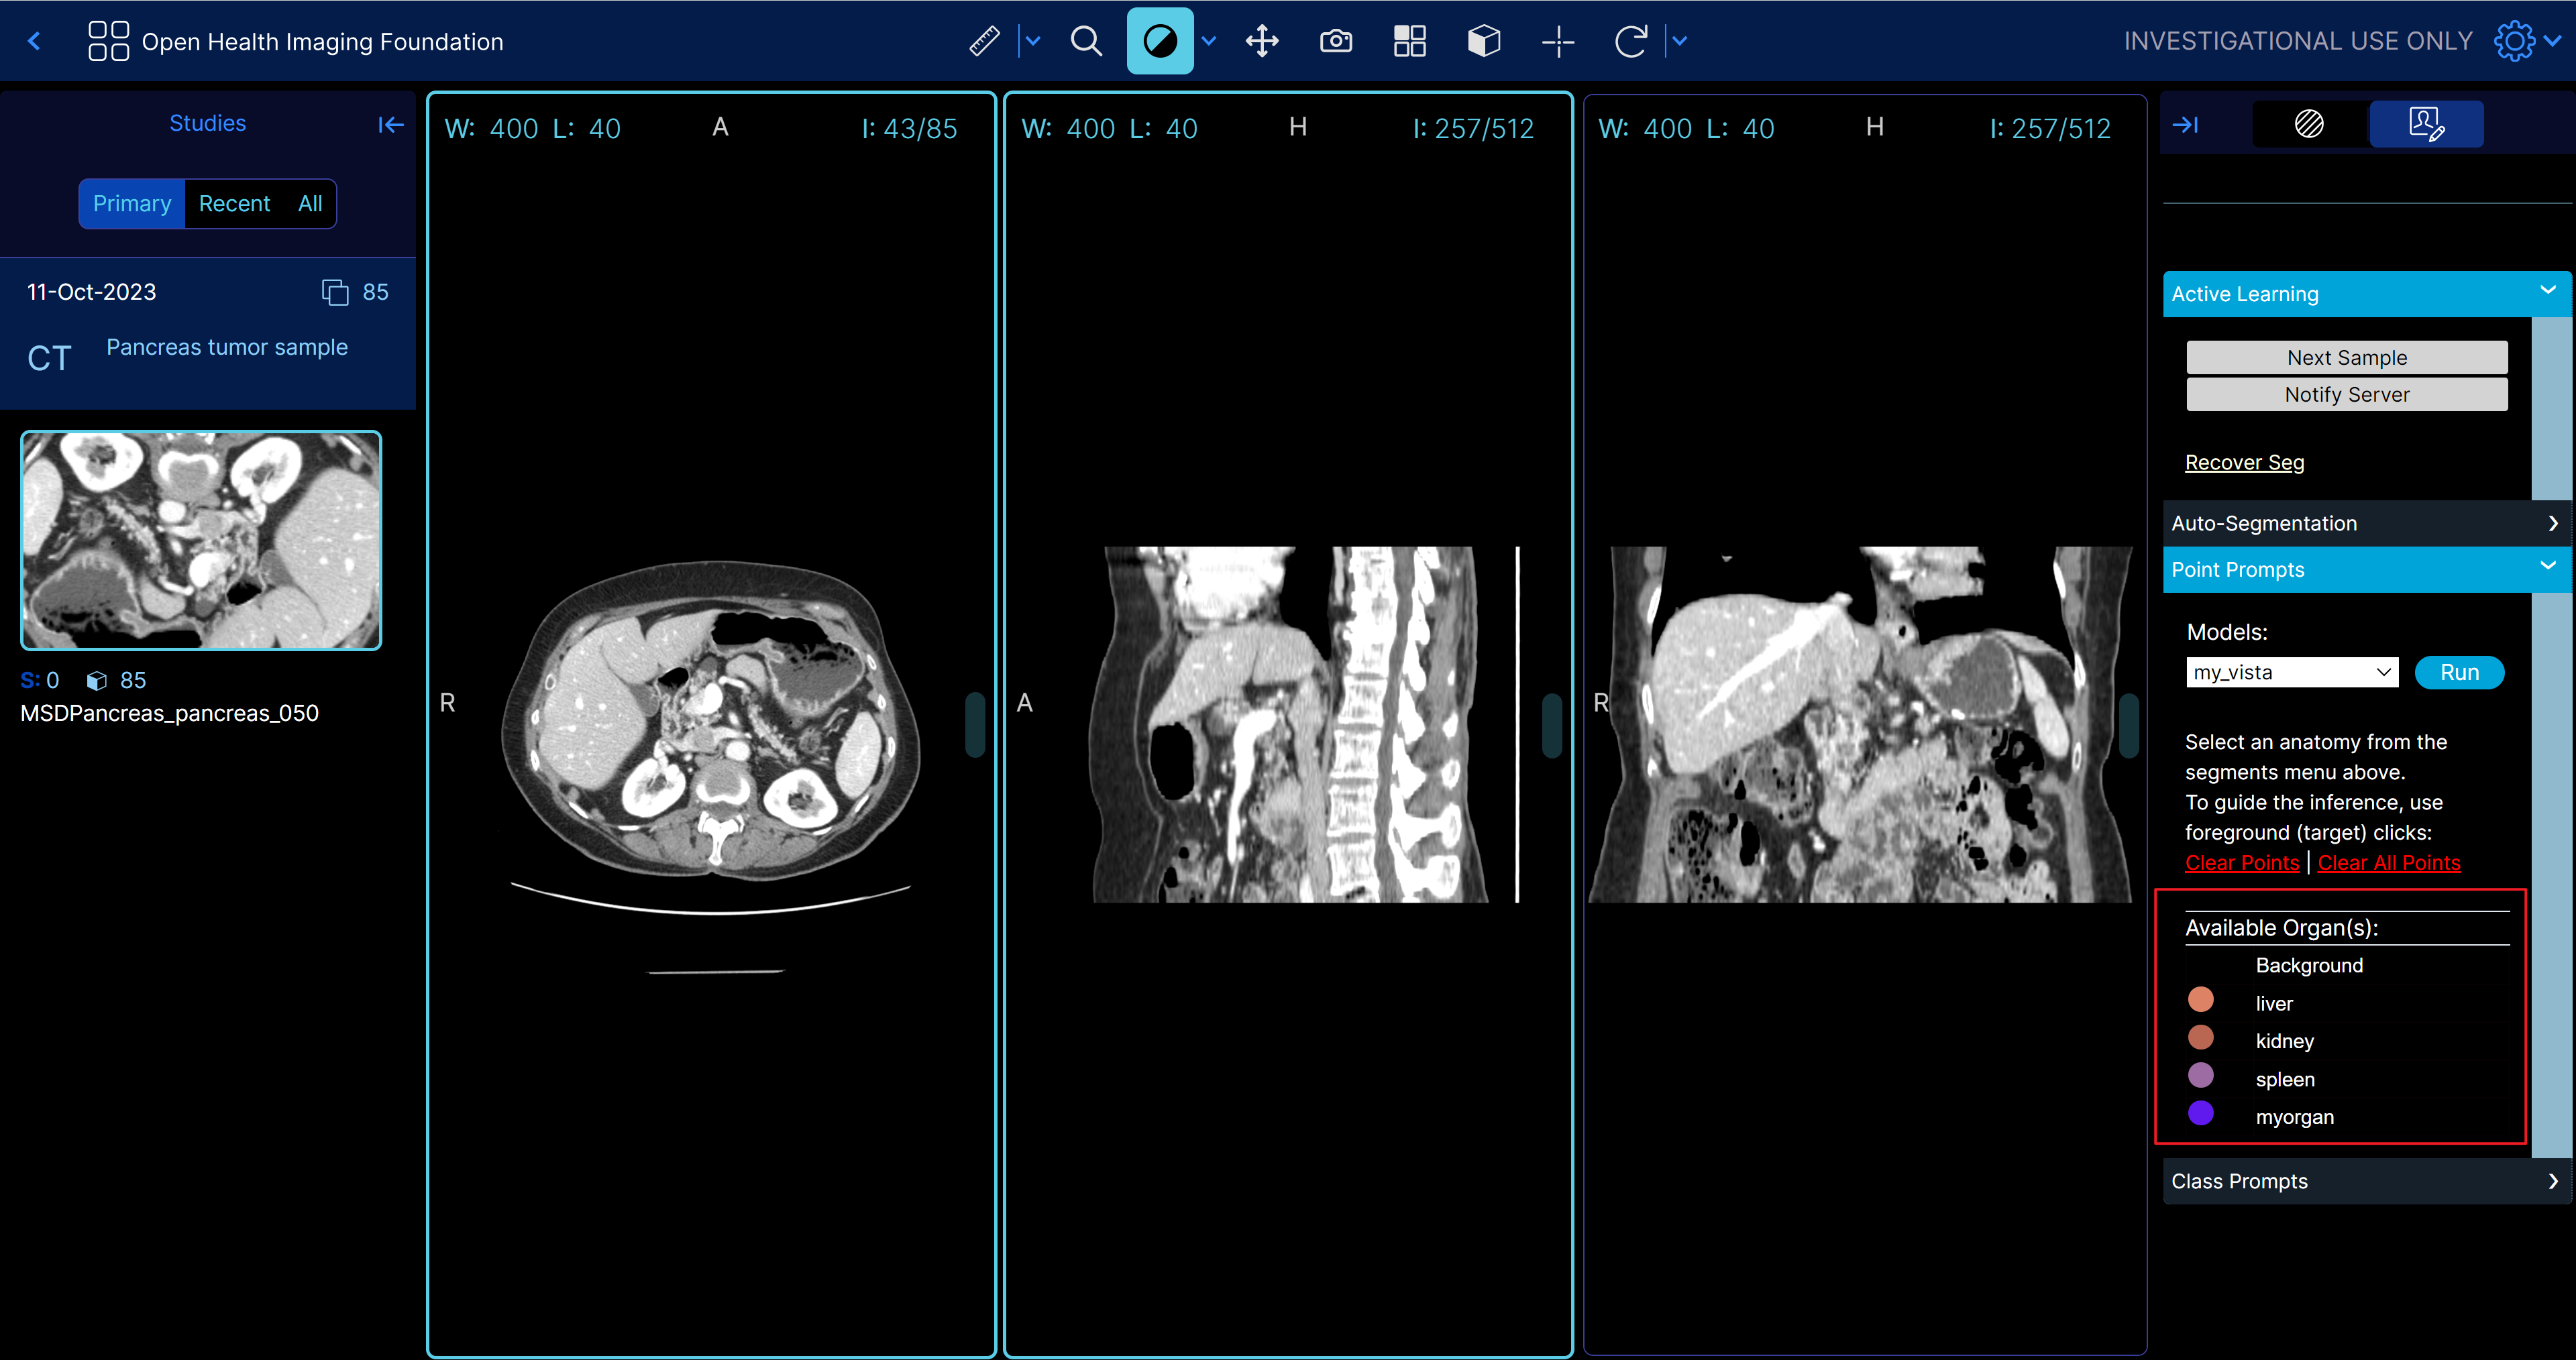 Open Health Imaging Foundation
INVESTIGATIONAL USE ONLY
Studies
Primary Recent All
11-Oct-2023 85
CT Pancreas tumor sample
S: 0 85
MSDPancreas_pancreas_050
W: 400 L: 40 A I: 43/85
R
W: 400 L: 40 H I: 257/512
A
W: 400 L: 40 H I: 257/512
R
Active Learning
Next Sample
Notify Server
Recover Seg
Auto-Segmentation
Point Prompts
Models:
my_vista Run
Select an anatomy from the
segments menu above.
To guide the inference, use
foreground (target) clicks:
Clear Points | Clear All Points
Available Organ(s):
Background
liver
kidney
spleen
myorgan
Class Prompts